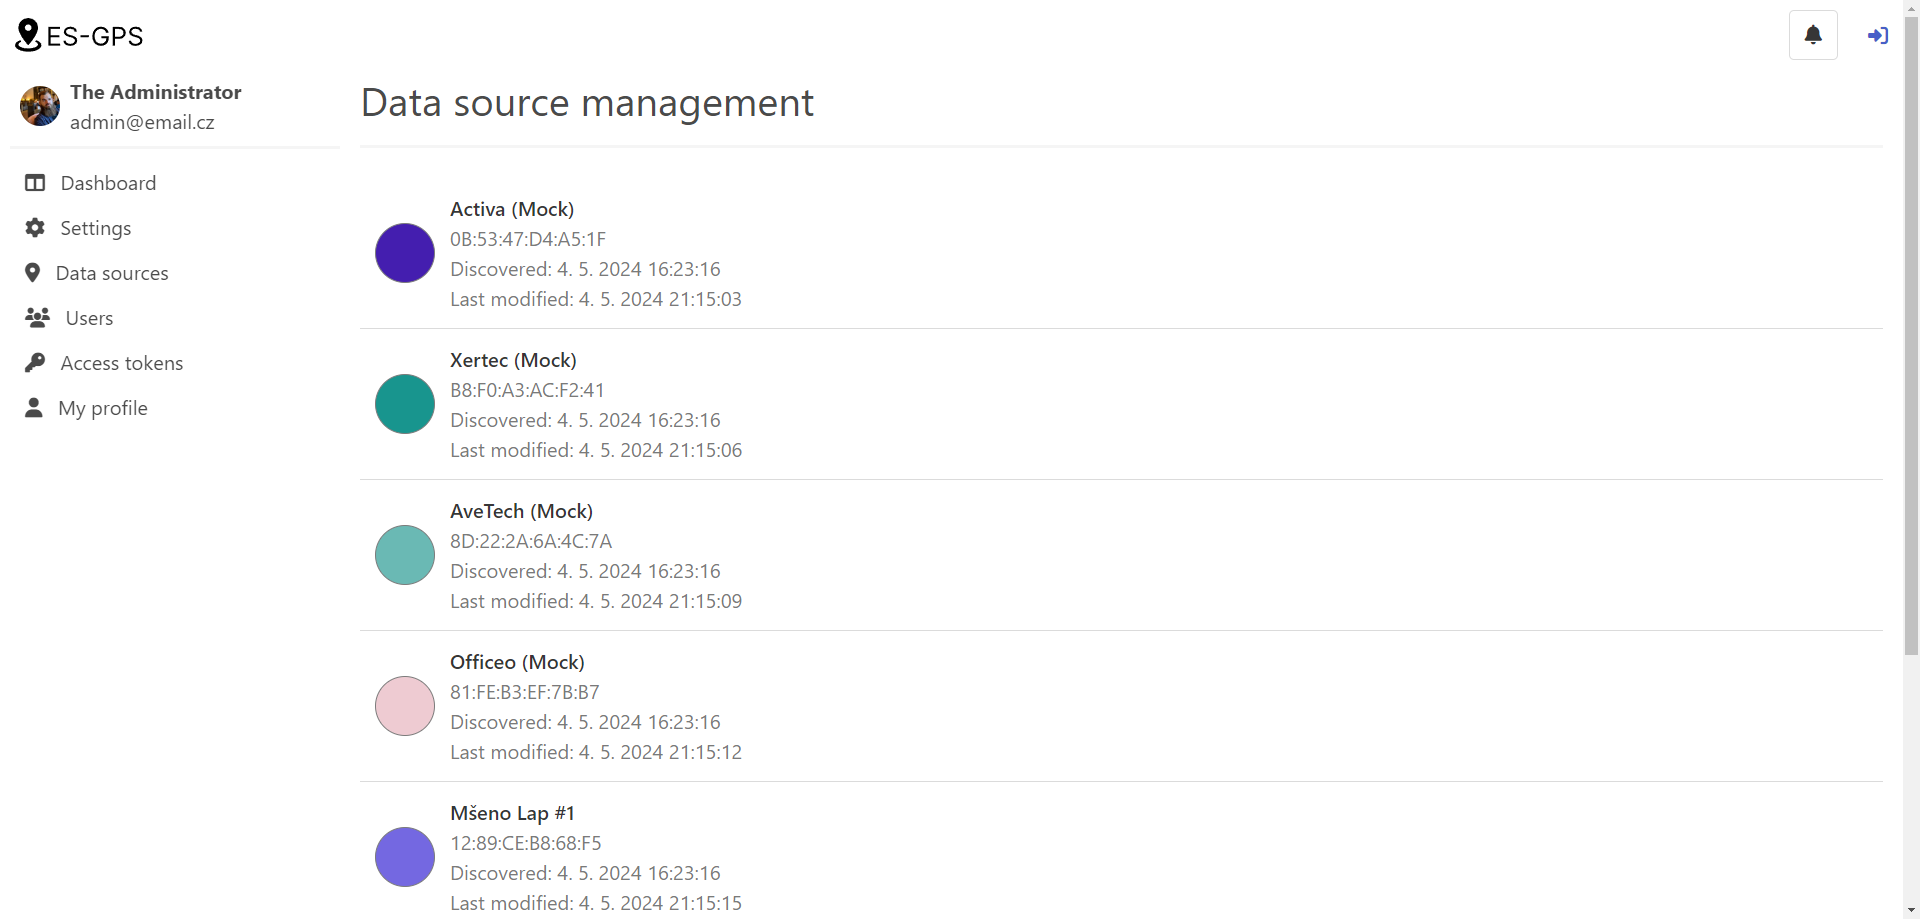 ES-GPS
The Administrator
admin@email.cz
Dashboard
Settings
Data sources
Users
Access tokens
My profile
Data source management
Activa (Mock)
0B:53:47:D4:A5:1F
Discovered: 4. 5. 2024 16:23:16
Last modified: 4. 5. 2024 21:15:03
Xertec (Mock)
B8:F0:A3:AC:F2:41
Discovered: 4. 5. 2024 16:23:16
Last modified: 4. 5. 2024 21:15:06
AveTech (Mock)
8D:22:2A:6A:4C:7A
Discovered: 4. 5. 2024 16:23:16
Last modified: 4. 5. 2024 21:15:09
Officeo (Mock)
81:FE:B3:EF:7B:B7
Discovered: 4. 5. 2024 16:23:16
Last modified: 4. 5. 2024 21:15:12
Mšeno Lap #1
12:89:CE:B8:68:F5
Discovered: 4. 5. 2024 16:23:16
Last modified: 4. 5. 2024 21:15:15